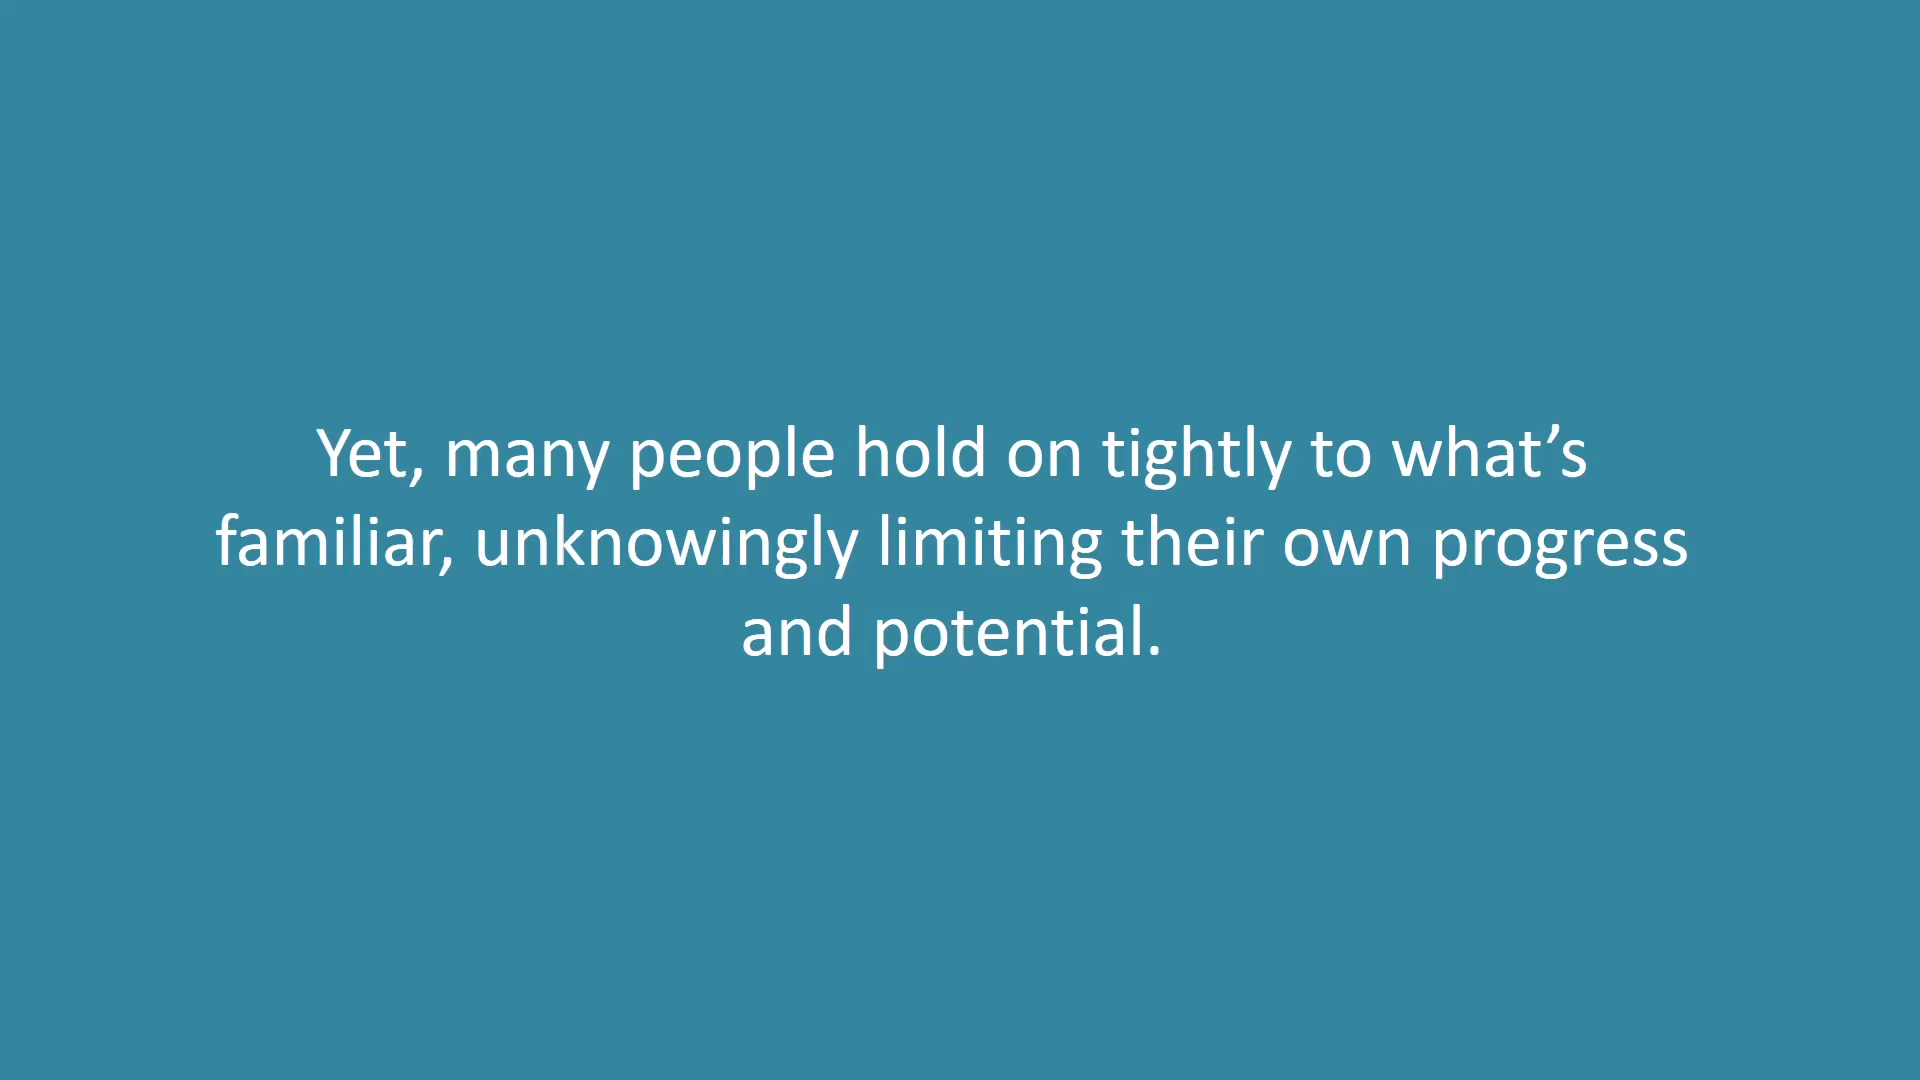 Yet, many people hold on tightly to what’s
familiar, unknowingly limiting their own progress
and potential.